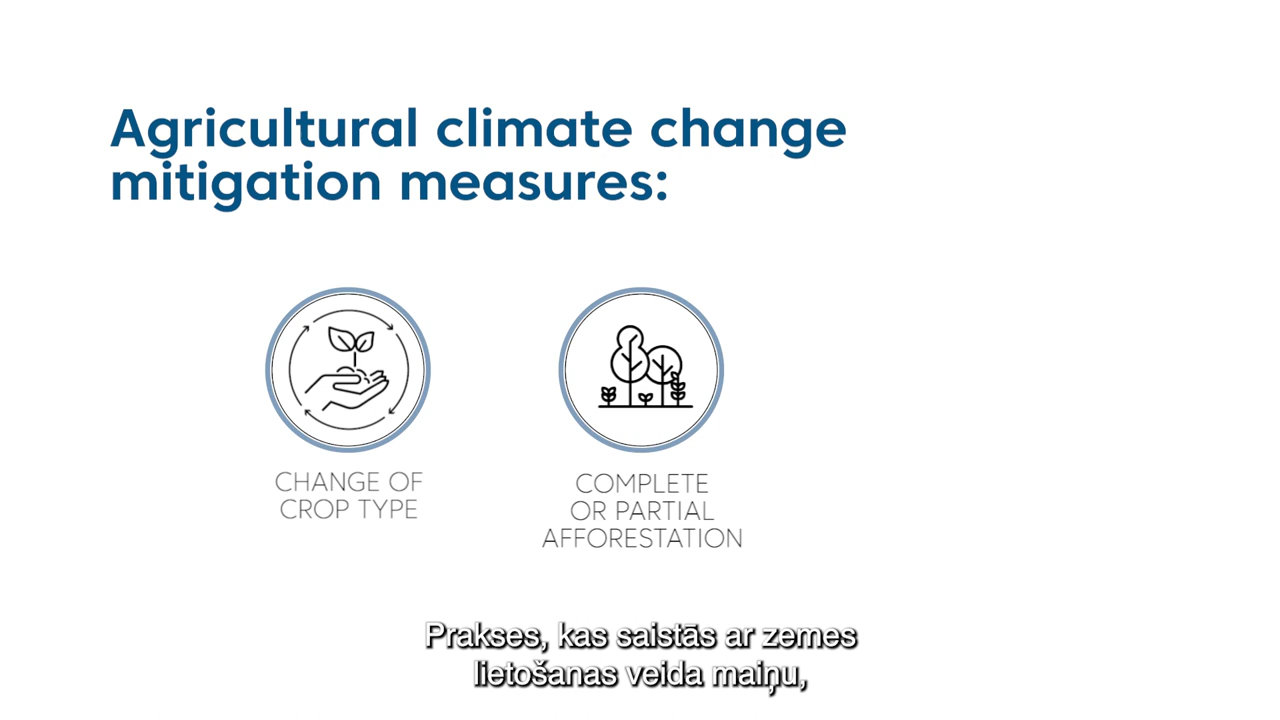 Agricultural climate change
mitigation measures:
CHANGE OF
CROP TYPE
COMPLETE
OR PARTIAL
AFFORESTATION
Prakses, kas saistās ar zemes
lietošanas veida maiņu,